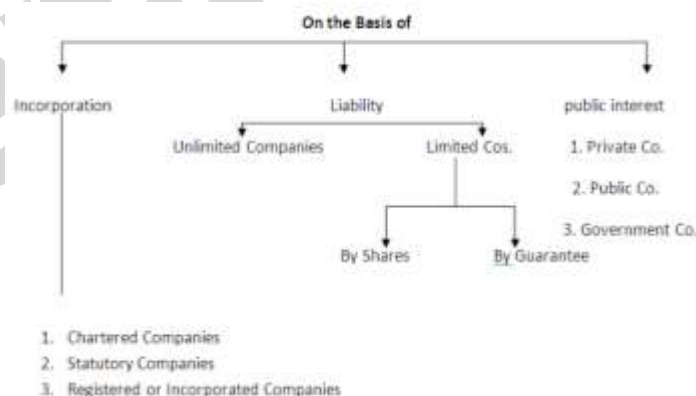 On the Basis of
Incorporation
Liability
public interest
Unlimited Companies
Limited Cos.
1. Private Co.
2. Public Co.
3. Government Co.
By Shares
By Guarantee
1. Chartered Companies
2. Statutory Companies
3. Registered or Incorporated Companies